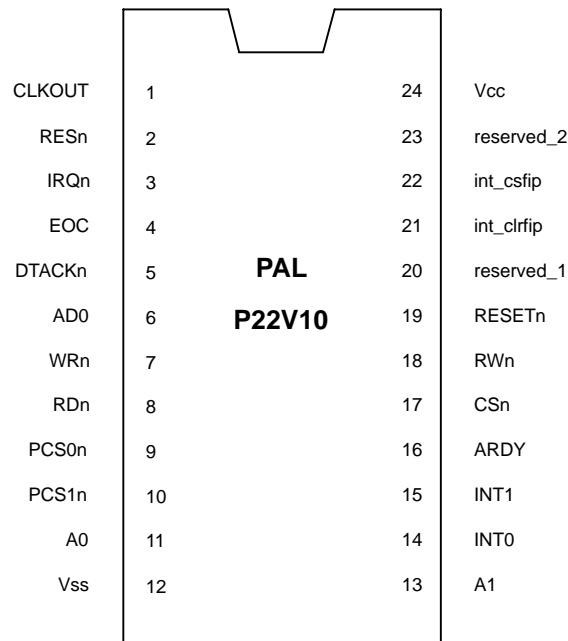 CLKOUT 1 24 Vcc
RESn 2 23 reserved_2
IRQn 3 22 int_csfip
EOC 4 21 int_clrfip
DTACKn 5 PAL 20 reserved_1
AD0 6 P22V10 19 RESETn
WRn 7 18 RWn
RDn 8 17 CSn
PCS0n 9 16 ARDY
PCS1n 10 15 INT1
A0 11 14 INT0
Vss 12 13 A1